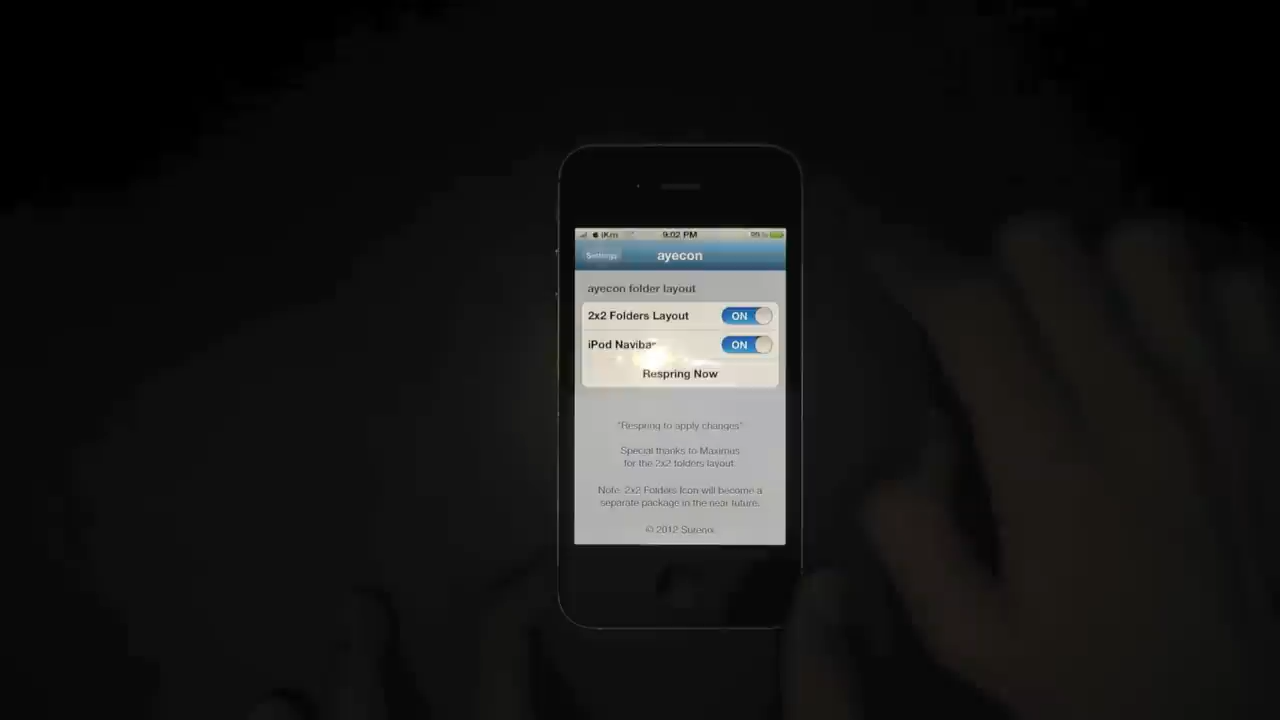 9:02 PM
Settings
ayecon
ayecon folder layout
2x2 Folders Layout
ON
iPod Navibar
ON
Respring Now
"Respring to apply changes"
Special thanks to Maximus
for the 2x2 folders layout.
Note: 2x2 Folders Icon will become a
separate package in the near future.
© 2012 Surenix